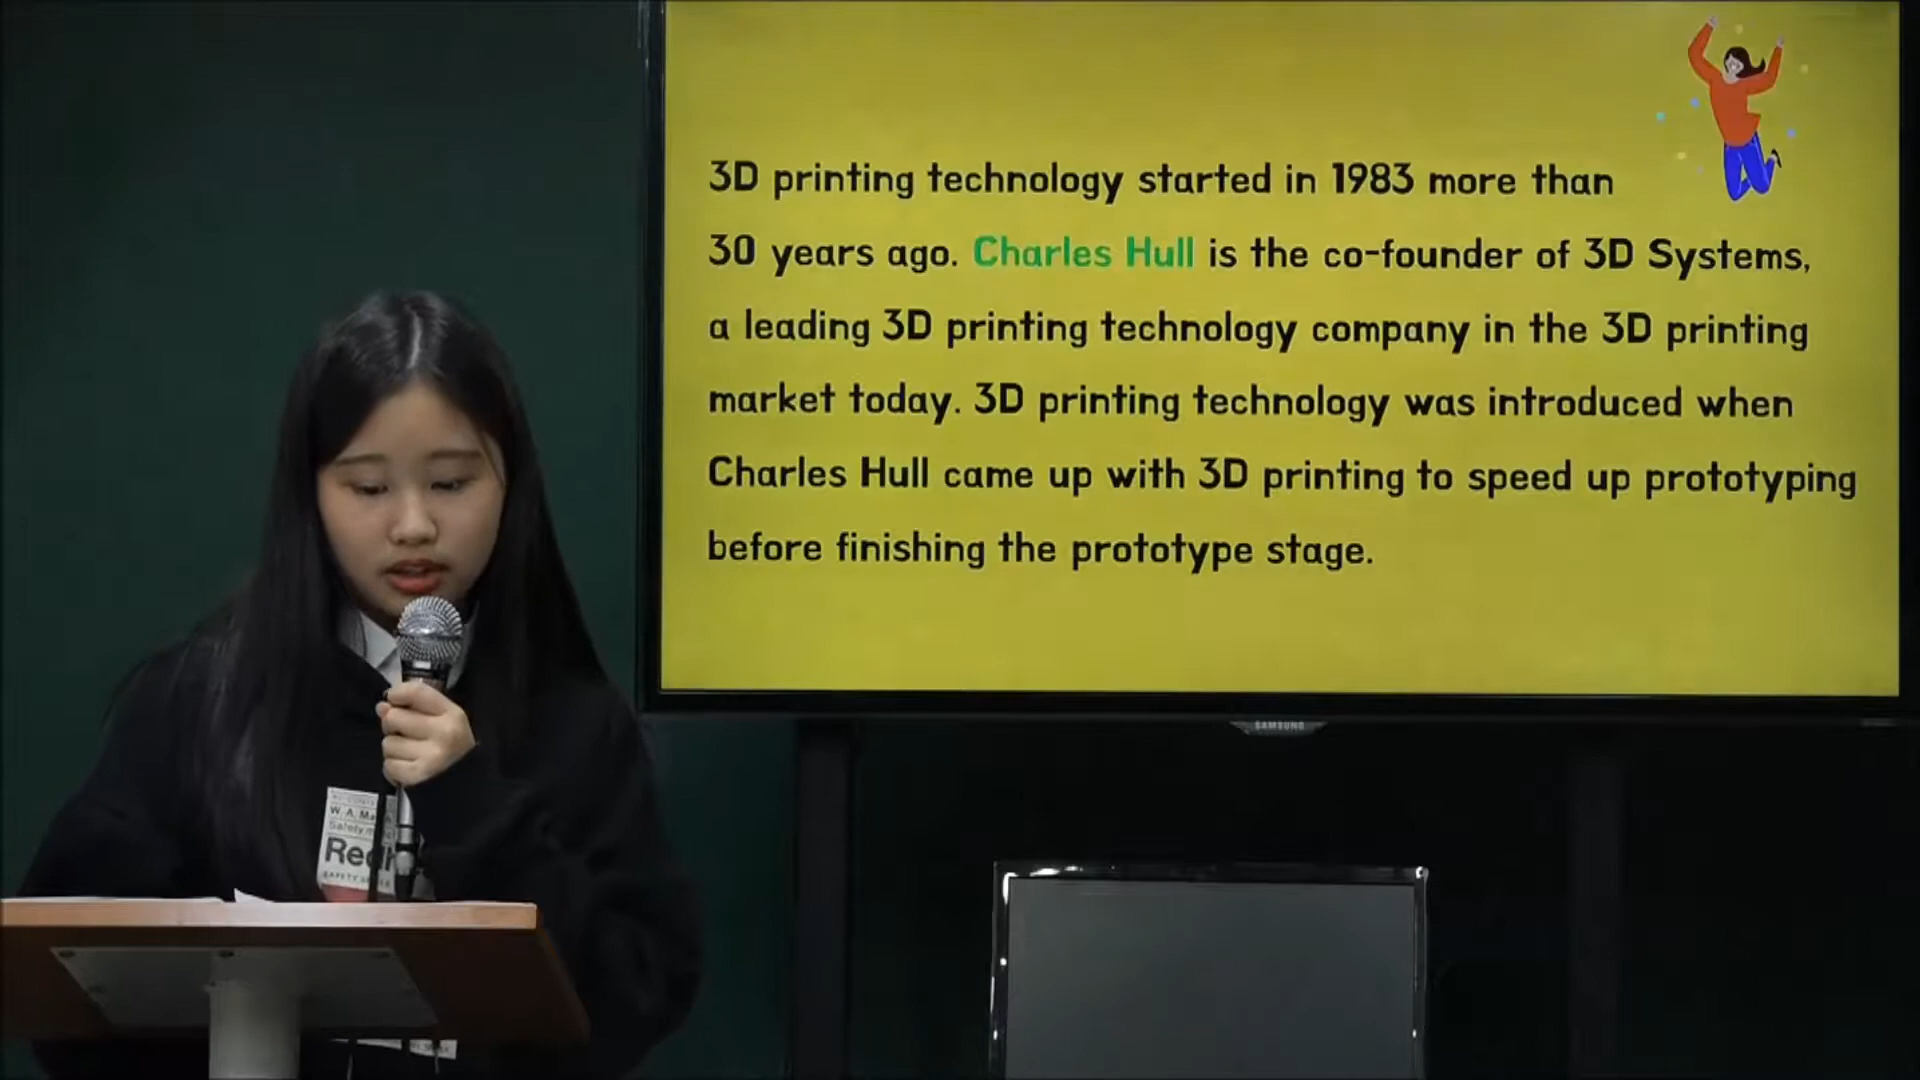 3D printing technology started in 1983 more than
30 years ago. Charles Hull is the co-founder of 3D Systems,
a leading 3D printing technology company in the 3D printing
market today. 3D printing technology was introduced when
Charles Hull came up with 3D printing to speed up prototyping
before finishing the prototype stage.
SAMSUNG
W. A.